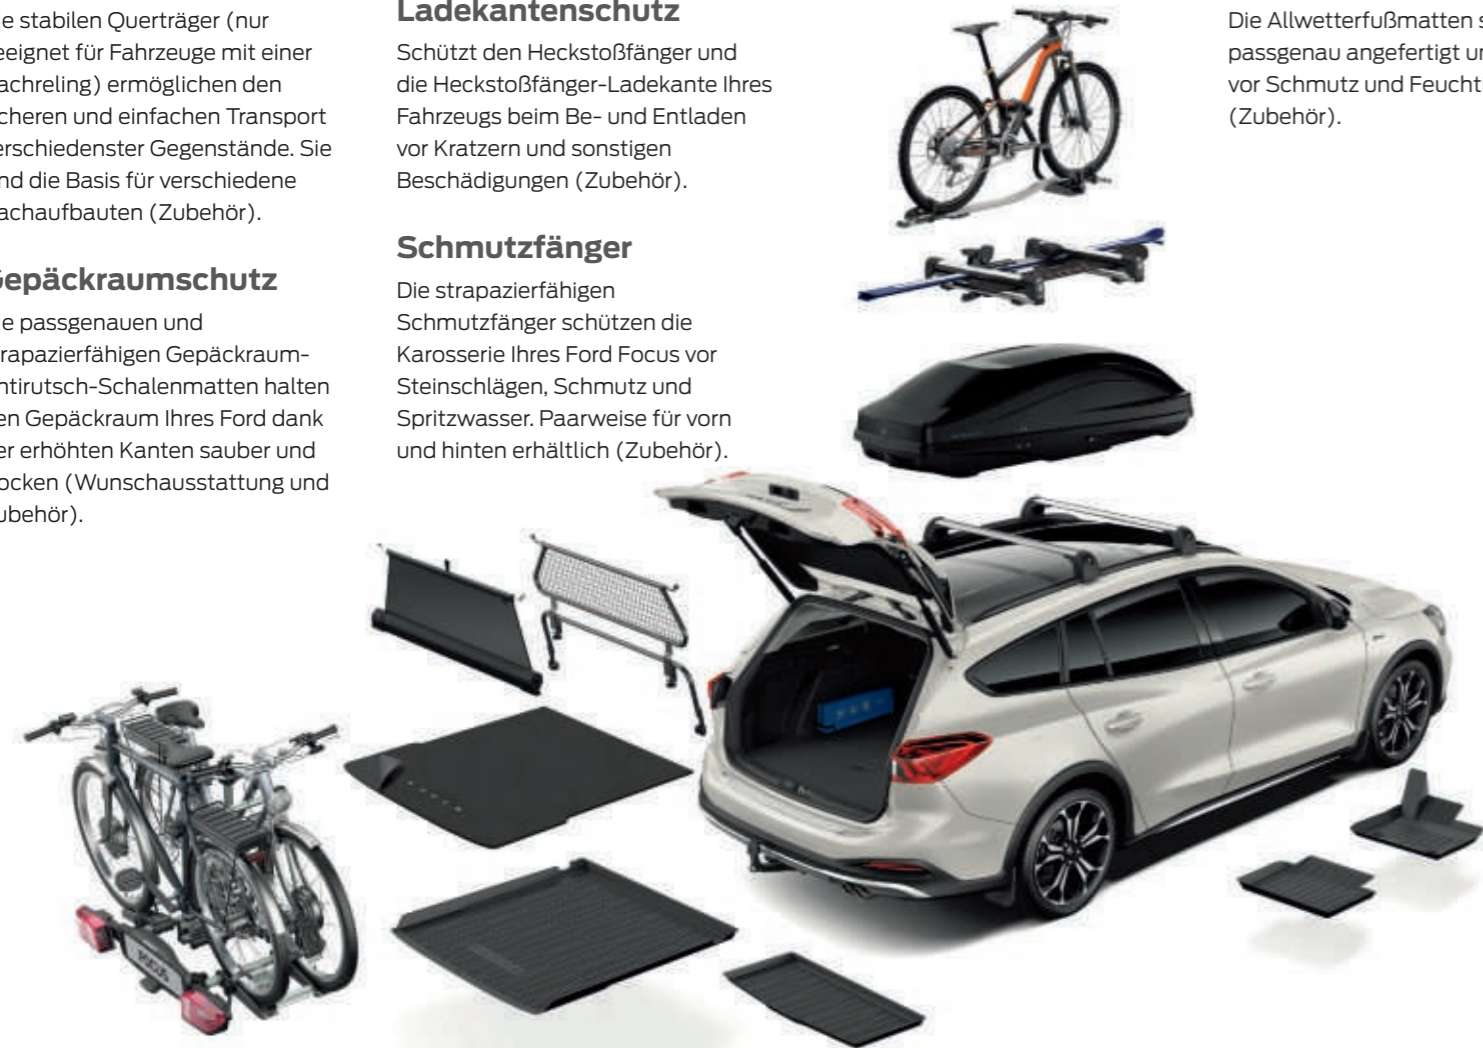 ie stabilen Querträger (nur
eeignet für Fahrzeuge mit einer
achreling) ermöglichen den
cheren und einfachen Transport
erschiedenster Gegenstände. Sie
nd die Basis für verschiedene
achaufbauten (Zubehör).
Gepäckraumschutz
ie passgenauen und
rapazierfähigen Gepäckraum-
ntirutsch-Schalenmatten halten
en Gepäckraum Ihres Ford dank
er erhöhten Kanten sauber und
ocken (Wunschausstattung und
ubehör).
Ladekantenschutz
Schützt den Heckstoßfänger und
die Heckstoßfänger-Ladekante Ihres
Fahrzeugs beim Be- und Entladen
vor Kratzern und sonstigen
Beschädigungen (Zubehör).
Schmutzfänger
Die strapazierfähigen
Schmutzfänger schützen die
Karosserie Ihres Ford Focus vor
Steinschlägen, Schmutz und
Spritzwasser. Paarweise für vorn
und hinten erhältlich (Zubehör).
Die Allwetterfußmatten s
passgenau angefertigt un
vor Schmutz und Feucht
(Zubehör).
FOCUS